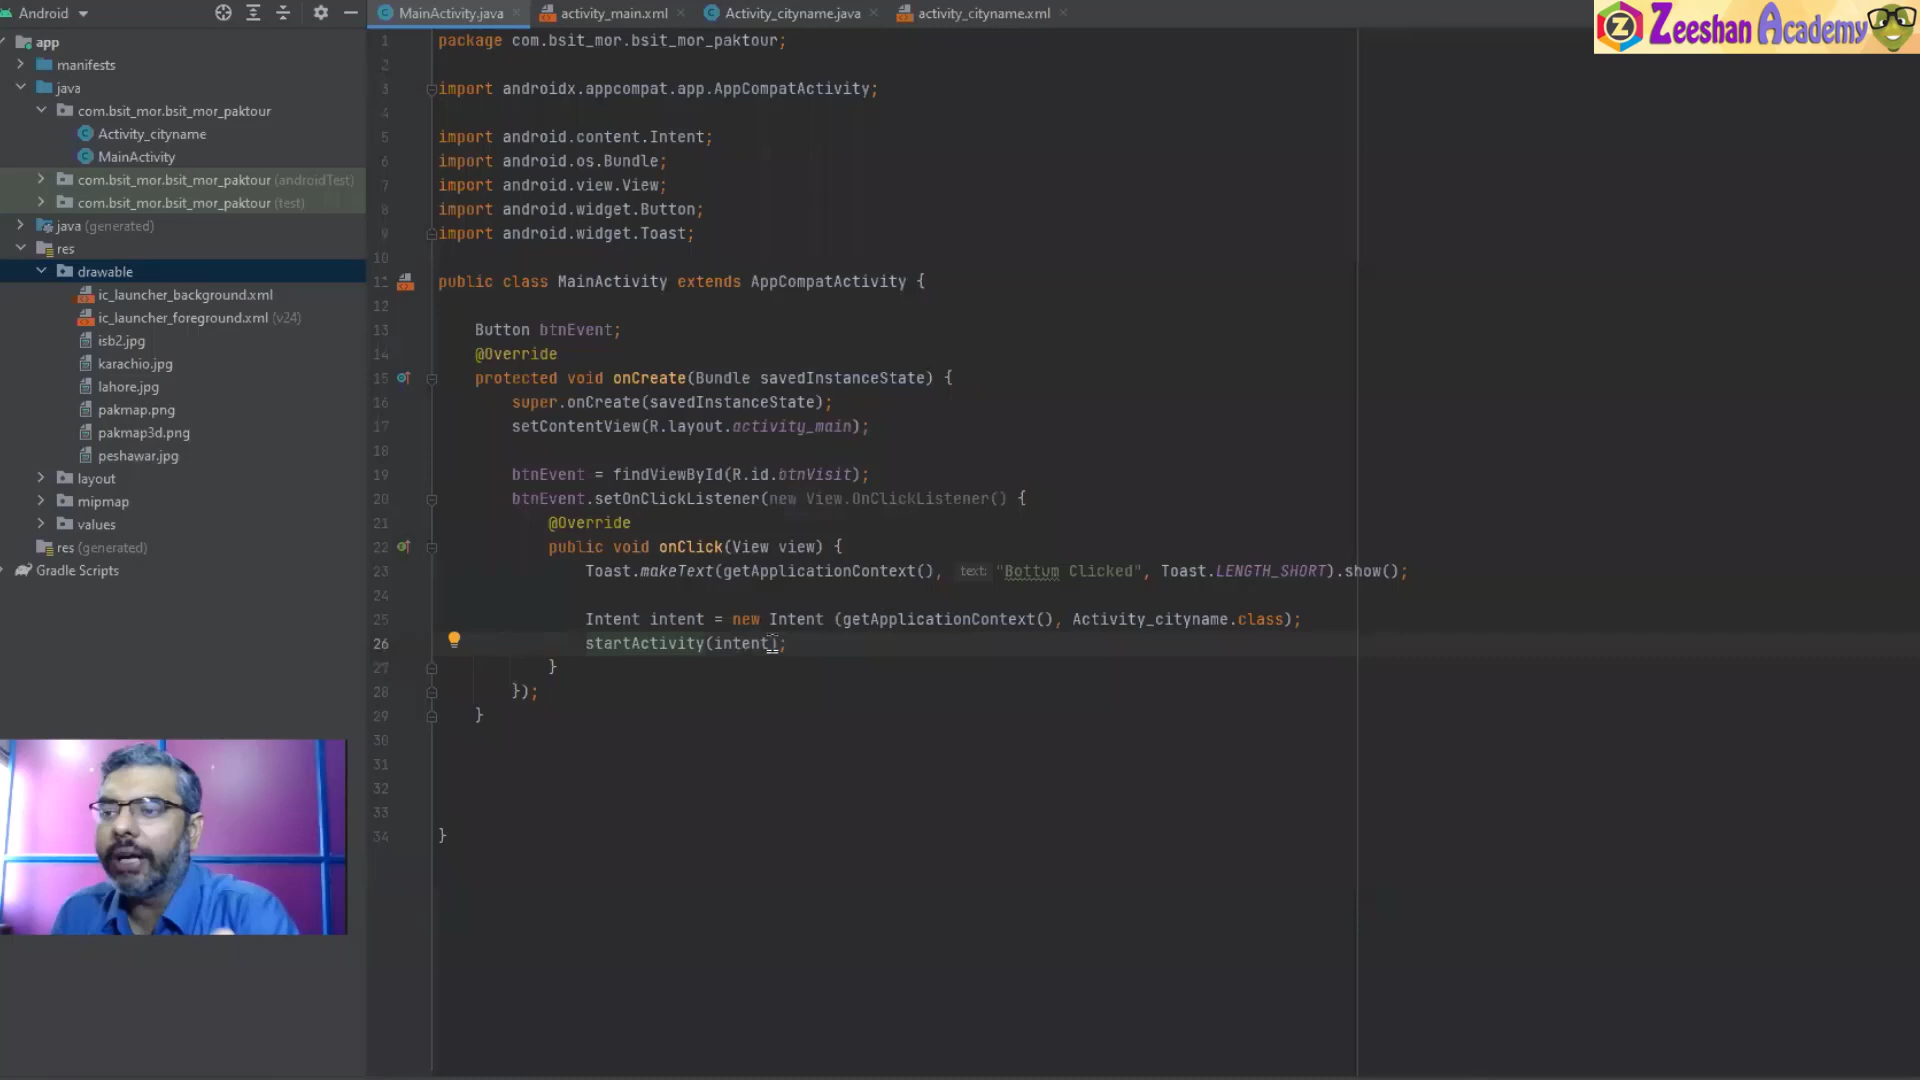 Android
MainActivity.java
activity_main.xml
Activity_cityname.java
activity_cityname.xml
Zeeshan Academy
app
manifests
java
com.bsit_mor.bsit_mor_paktour
Activity_cityname
MainActivity
com.bsit_mor.bsit_mor_paktour (androidTest)
com.bsit_mor.bsit_mor_paktour (test)
java (generated)
res
drawable
ic_launcher_background.xml
ic_launcher_foreground.xml (v24)
isb2.jpg
karachio.jpg
lahore.jpg
pakmap.png
pakmap3d.png
peshawar.jpg
layout
mipmap
values
res (generated)
Gradle Scripts
1 package com.bsit_mor.bsit_mor_paktour;
2
3 import androidx.appcompat.app.AppCompatActivity;
4
5 import android.content.Intent;
6 import android.os.Bundle;
7 import android.view.View;
8 import android.widget.Button;
9 import android.widget.Toast;
10
11 public class MainActivity extends AppCompatActivity {
12
13 Button btnEvent;
14 @Override
15 protected void onCreate(Bundle savedInstanceState) {
16 super.onCreate(savedInstanceState);
17 setContentView(R.layout.activity_main);
18
19 btnEvent = findViewById(R.id.btnVisit);
20 btnEvent.setOnClickListener(new View.OnClickListener() {
21 @Override
22 public void onClick(View view) {
23 Toast.makeText(getApplicationContext(), text: "Bottum Clicked", Toast.LENGTH_SHORT).show();
24
25 Intent intent = new Intent (getApplicationContext(), Activity_cityname.class);
26 startActivity(intent);
27 }
28 });
29 }
30
31
32
33
34 }